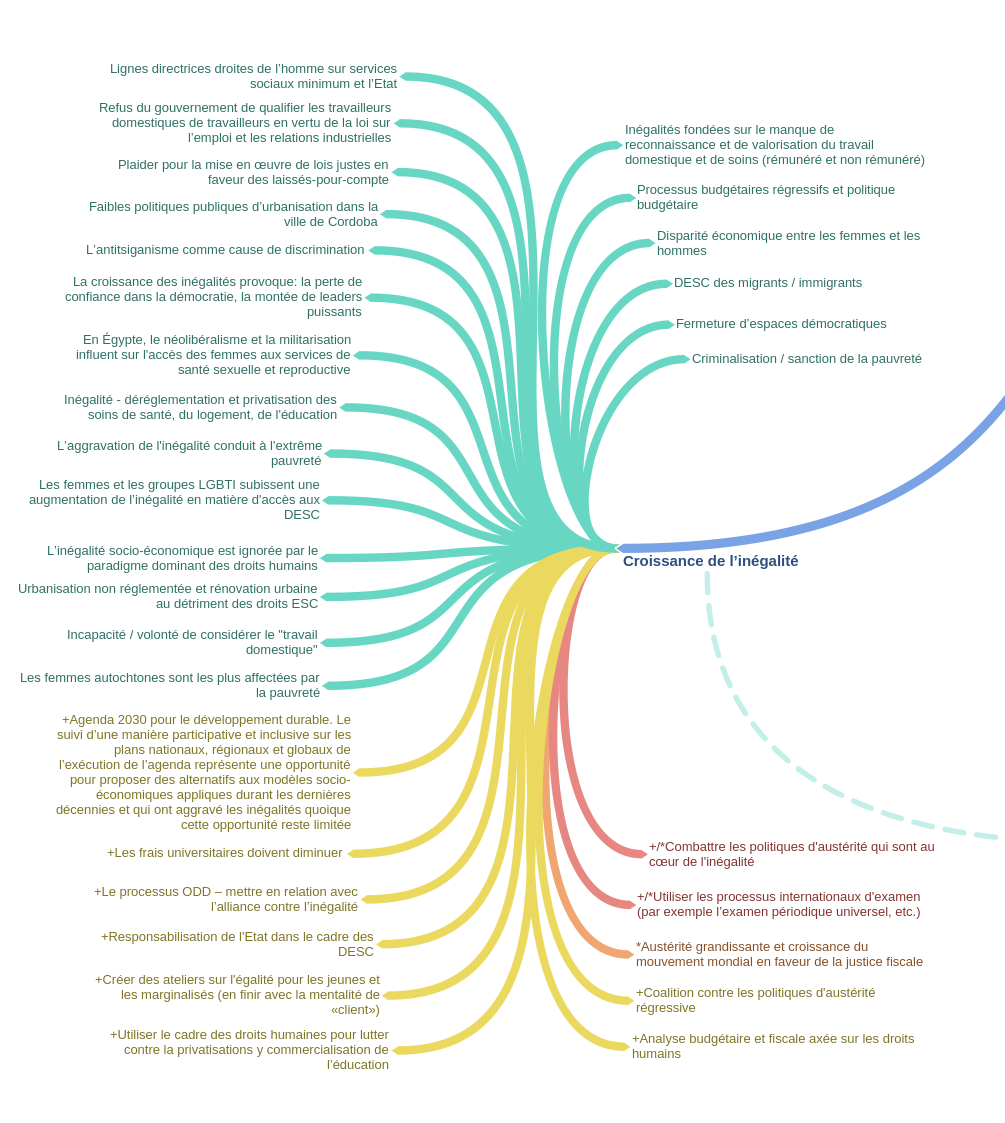 Lignes directrices droites de l'homme sur services
sociaux minimum et l'Etat
Refus du gouvernement de qualifier les travailleurs
domestiques de travailleurs en vertu de la loi sur
l'emploi et les relations industrielles
Plaider pour la mise en œuvre de lois justes en
faveur des laissés-pour-compte
Faibles politiques publiques d'urbanisation dans la
ville de Cordoba
L'antitsiganisme comme cause de discrimination
La croissance des inégalités provoque: la perte de
confiance dans la démocratie, la montée de leaders
puissants
En Égypte, le néolibéralisme et la militarisation
influent sur l'accès des femmes aux services de
santé sexuelle et reproductive
Inégalité - déréglementation et privatisation des
soins de santé, du logement, de l'éducation
L'aggravation de l'inégalité conduit à l'extrême
pauvreté
Les femmes et les groupes LGBTI subissent une
augmentation de l'inégalité en matière d'accès aux
DESC
L'inégalité socio-économique est ignorée par le
paradigme dominant des droits humains
Urbanisation non réglementée et rénovation urbaine
au détriment des droits ESC
Incapacité / volonté de considérer le "travail
domestique"
Les femmes autochtones sont les plus affectées par
la pauvreté
+Agenda 2030 pour le développement durable. Le
suivi d'une manière participative et inclusive sur les
plans nationaux, régionaux et globaux de
l'exécution de l'agenda représente une opportunité
pour proposer des alternatifs aux modèles socio-
économiques appliques durant les dernières
décennies et qui ont aggravé les inégalités quoique
cette opportunité reste limitée
+Les frais universitaires doivent diminuer
+Le processus ODD – mettre en relation avec
l'alliance contre l'inégalité
+Responsabilisation de l'Etat dans le cadre des
DESC
+Créer des ateliers sur l'égalité pour les jeunes et
les marginalisés (en finir avec la mentalité de
«client»)
+Utiliser le cadre des droits humaines pour lutter
contre la privatisations y commercialisation de
l'éducation
Inégalités fondées sur le manque de
reconnaissance et de valorisation du travail
domestique et de soins (rémunéré et non rémunéré)
Processus budgétaires régressifs et politique
budgétaire
Disparité économique entre les femmes et les
hommes
DESC des migrants / immigrants
Fermeture d'espaces démocratiques
Criminalisation / sanction de la pauvreté
Croissance de l'inégalité
+/*Combattre les politiques d'austérité qui sont au
cœur de l'inégalité
+/*Utiliser les processus internationaux d'examen
(par exemple l'examen périodique universel, etc.)
*Austérité grandissante et croissance du
mouvement mondial en faveur de la justice fiscale
+Coalition contre les politiques d'austérité
régressive
+Analyse budgétaire et fiscale axée sur les droits
humains